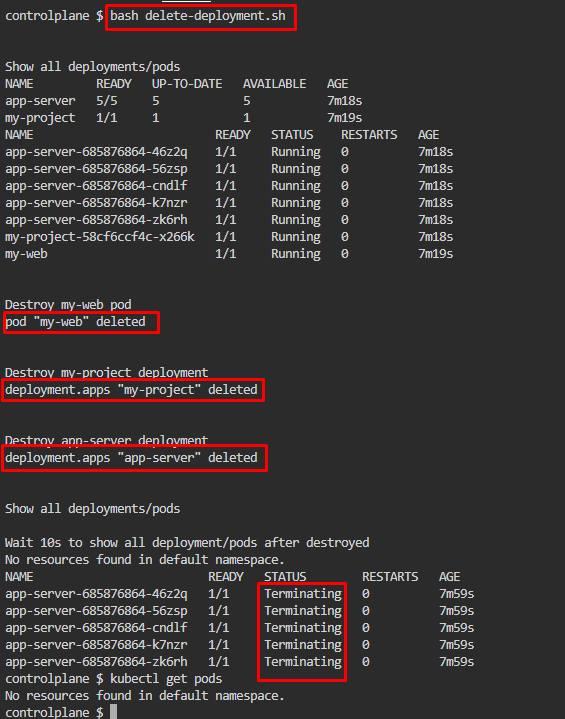 controlplane $ bash delete-deployment.sh
Show all deployments/pods
NAME READY UP-TO-DATE AVAILABLE AGE
app-server 5/5 5 5 7m18s
my-project 1/1 1 1 7m19s
NAME READY STATUS RESTARTS AGE
app-server-685876864-46z2q 1/1 Running 0 7m18s
app-server-685876864-56zsp 1/1 Running 0 7m18s
app-server-685876864-cndlf 1/1 Running 0 7m18s
app-server-685876864-k7nzr 1/1 Running 0 7m18s
app-server-685876864-zk6rh 1/1 Running 0 7m18s
my-project-58cf6ccf4c-x266k 1/1 Running 0 7m18s
my-web 1/1 Running 0 7m19s
Destroy my-web pod
pod "my-web" deleted
Destroy my-project deployment
deployment.apps "my-project" deleted
Destroy app-server deployment
deployment.apps "app-server" deleted
Show all deployments/pods
Wait 10s to show all deployment/pods after destroyed
No resources found in default namespace.
NAME READY STATUS RESTARTS AGE
app-server-685876864-46z2q 1/1 Terminating 0 7m59s
app-server-685876864-56zsp 1/1 Terminating 0 7m59s
app-server-685876864-cndlf 1/1 Terminating 0 7m59s
app-server-685876864-k7nzr 1/1 Terminating 0 7m59s
app-server-685876864-zk6rh 1/1 Terminating 0 7m59s
controlplane $ kubectl get pods
No resources found in default namespace.
controlplane $